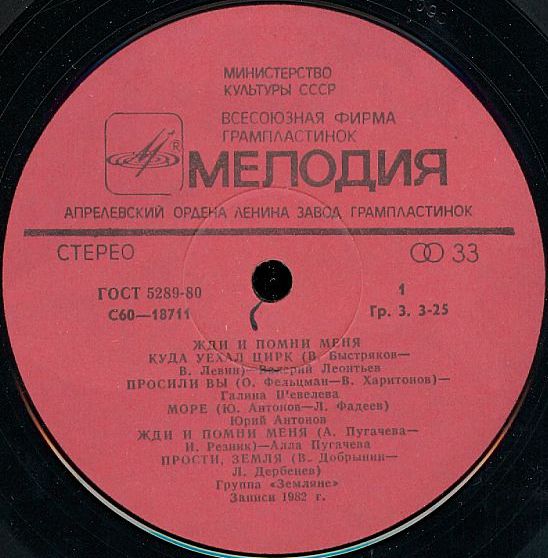 МИНИСТЕРСТВО
КУЛЬТУРЫ СССР
ВСЕСОЮЗНАЯ ФИРМА
ГРАМПЛАСТИНОК
R
МЕЛОДИЯ
АПРЕЛЕВСКИЙ ОРДЕНА ЛЕНИНА ЗАВОД ГРАМПЛАСТИНОК
СТЕРЕО 33
ГОСТ 5289-80 1
С60—18711 Гр. 3. 3-25
ЖДИ И ПОМНИ МЕНЯ
КУДА УЕХАЛ ЦИРК (В. Быстряков—
В. Левин)—Валерий Леонтьев
ПРОСИЛИ ВЫ (О. Фельцман—В. Харитонов)—
Галина Шевелева
МОРЕ (Ю. Антонов—Л. Фадеев)
Юрий Антонов
ЖДИ И ПОМНИ МЕНЯ (А. Пугачева—
И. Резник)—Алла Пугачева
ПРОСТИ, ЗЕМЛЯ (В. Добрынин—
Л. Дербенев)
Группа «Земляне»
Записи 1982 г.